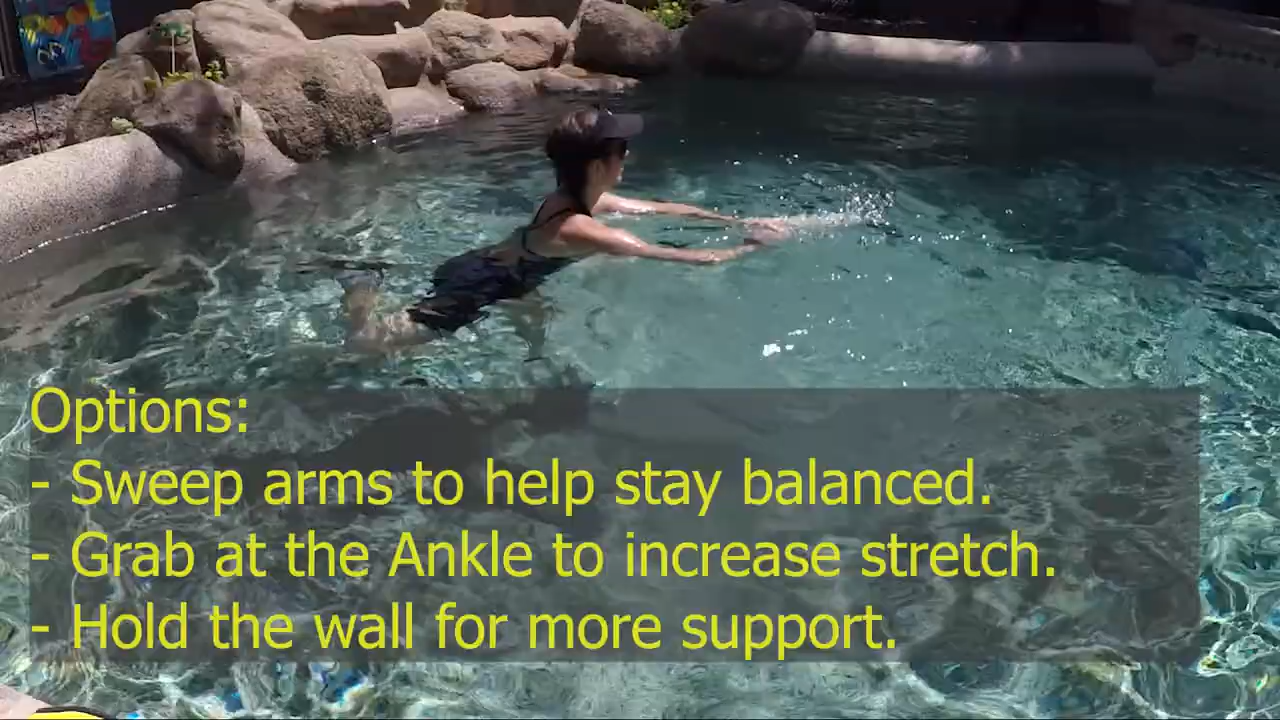 Options:
- Sweep arms to help stay balanced.
- Grab at the Ankle to increase stretch.
- Hold the wall for more support.